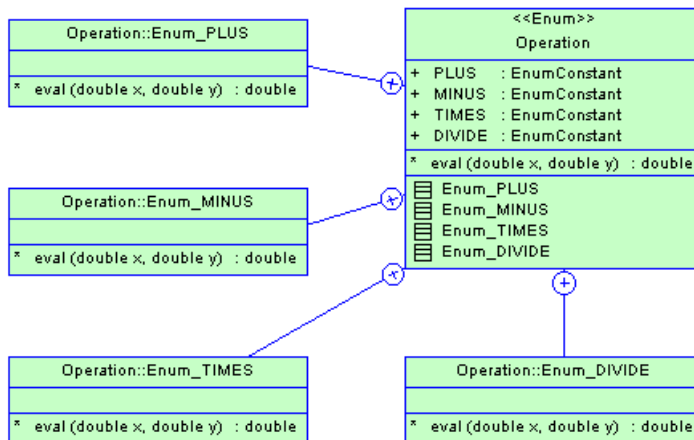 Operation::Enum_PLUS
* eval (double x, double y) : double
<<Enum>>
Operation
+ PLUS : EnumConstant
+ MINUS : EnumConstant
+ TIMES : EnumConstant
+ DIVIDE : EnumConstant
* eval (double x, double y) : double
Enum_PLUS
Enum_MINUS
Enum_TIMES
Enum_DIVIDE
Operation::Enum_MINUS
* eval (double x, double y) : double
Operation::Enum_TIMES
* eval (double x, double y) : double
Operation::Enum_DIVIDE
* eval (double x, double y) : double